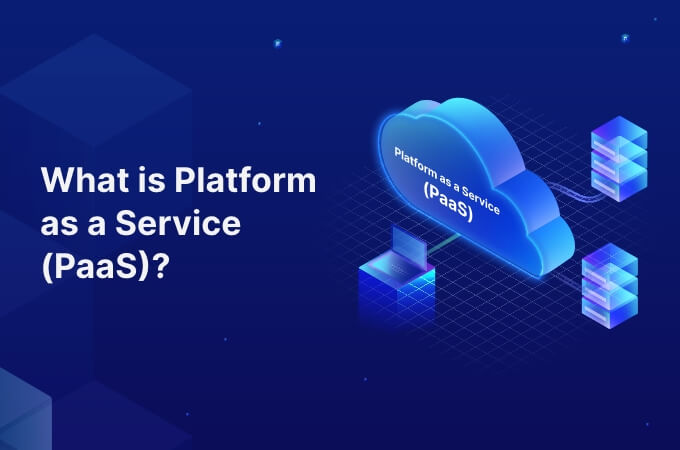 What is Platform
as a Service
(PaaS)?
Platform as a Service
(PaaS)